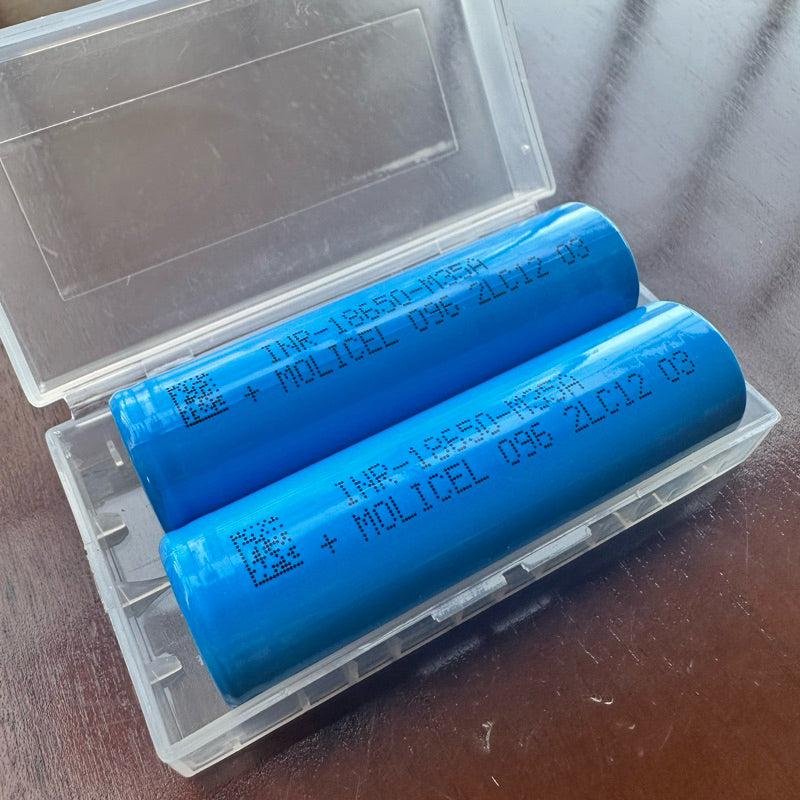 INR-18650-M35A
+ MOLICEL 096 2LC12 03
INR-18650-M35A
+ MOLICEL 096 2LC12 03